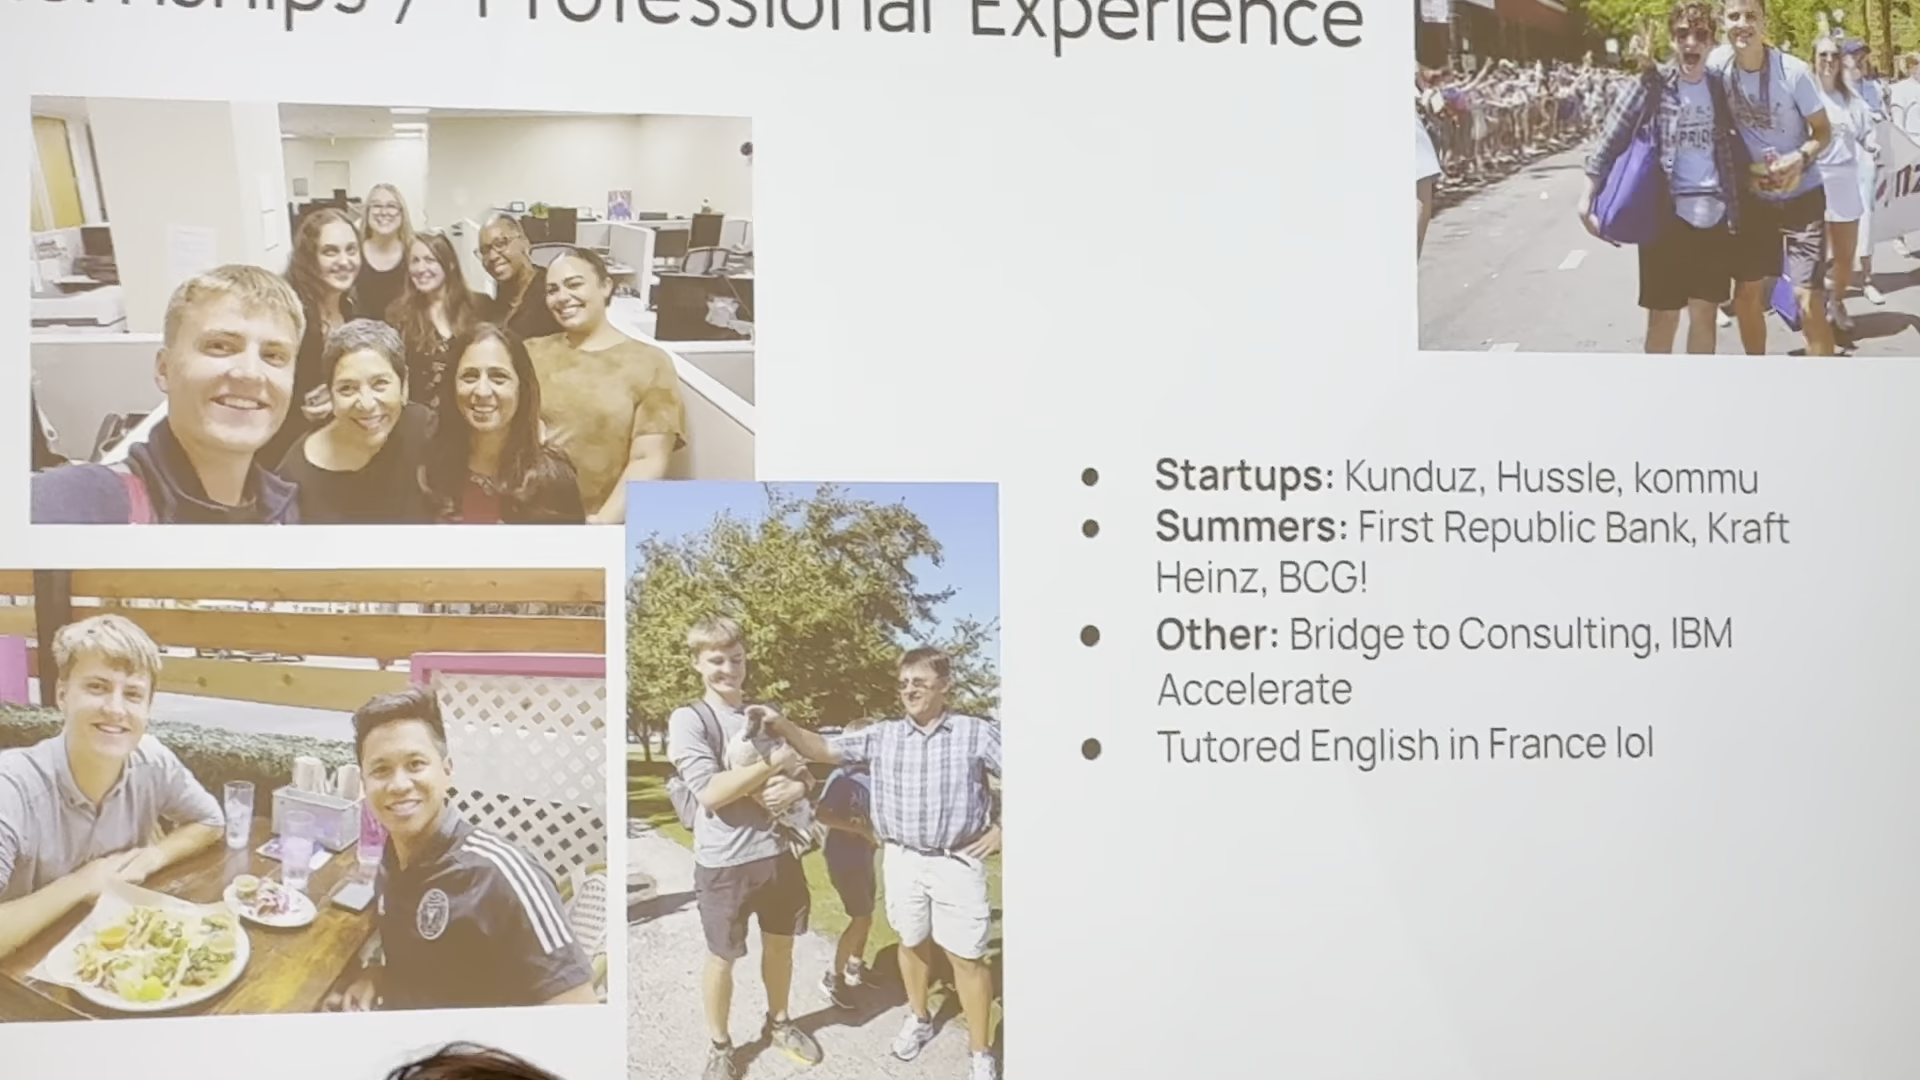 Professional Experience
PRIDE
Startups: Kunduz, Hussle, kommu
Summers: First Republic Bank, Kraft
Heinz, BCG!
Other: Bridge to Consulting, IBM
Accelerate
Tutored English in France lol